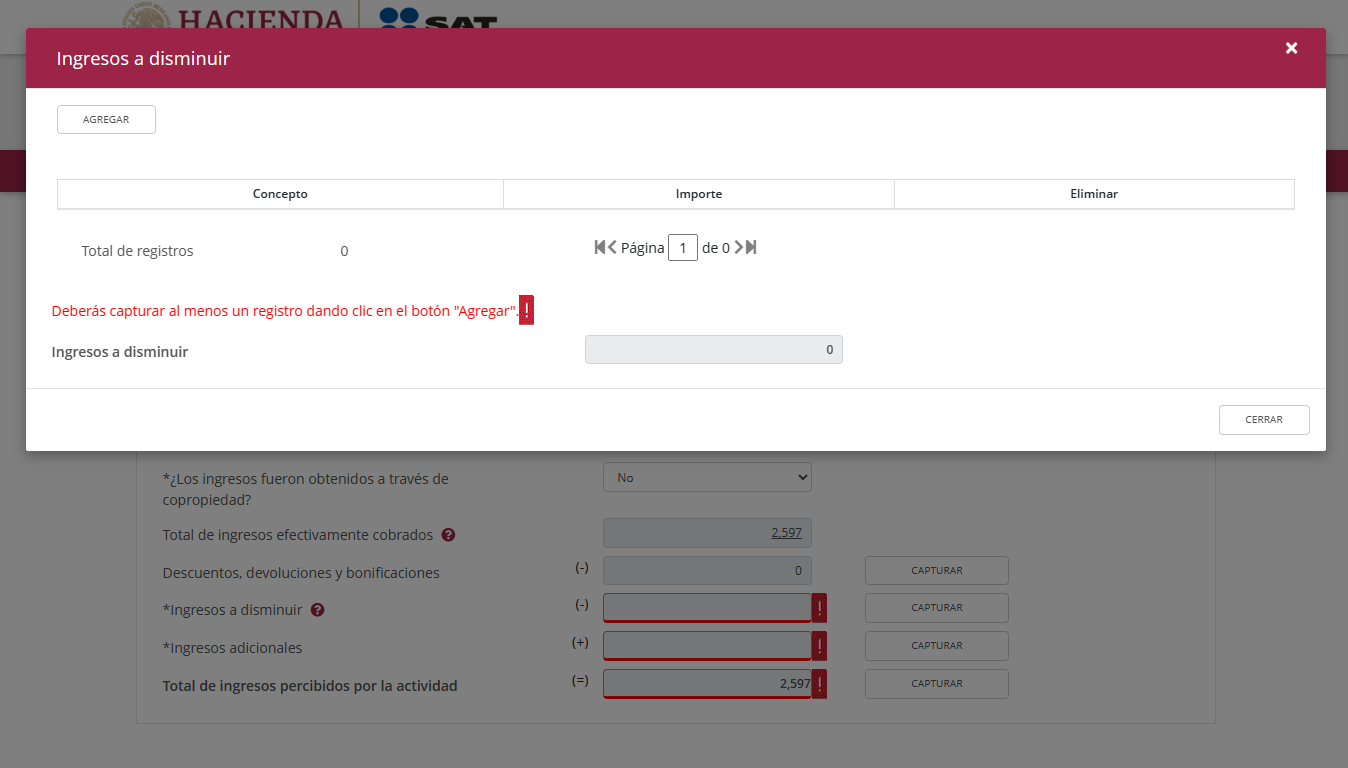 HACIENDA
SAT
Ingresos a disminuir
×
AGREGAR
Concepto Importe Eliminar
Total de registros 0 Página 1 de 0
Deberás capturar al menos un registro dando clic en el botón "Agregar". !
Ingresos a disminuir 0
CERRAR
*¿Los ingresos fueron obtenidos a través de
copropiedad?
No
Total de ingresos efectivamente cobrados ? 2,597
Descuentos, devoluciones y bonificaciones (-) 0 CAPTURAR
*Ingresos a disminuir ? (-) ! CAPTURAR
*Ingresos adicionales (+) ! CAPTURAR
Total de ingresos percibidos por la actividad (=) 2,597 ! CAPTURAR